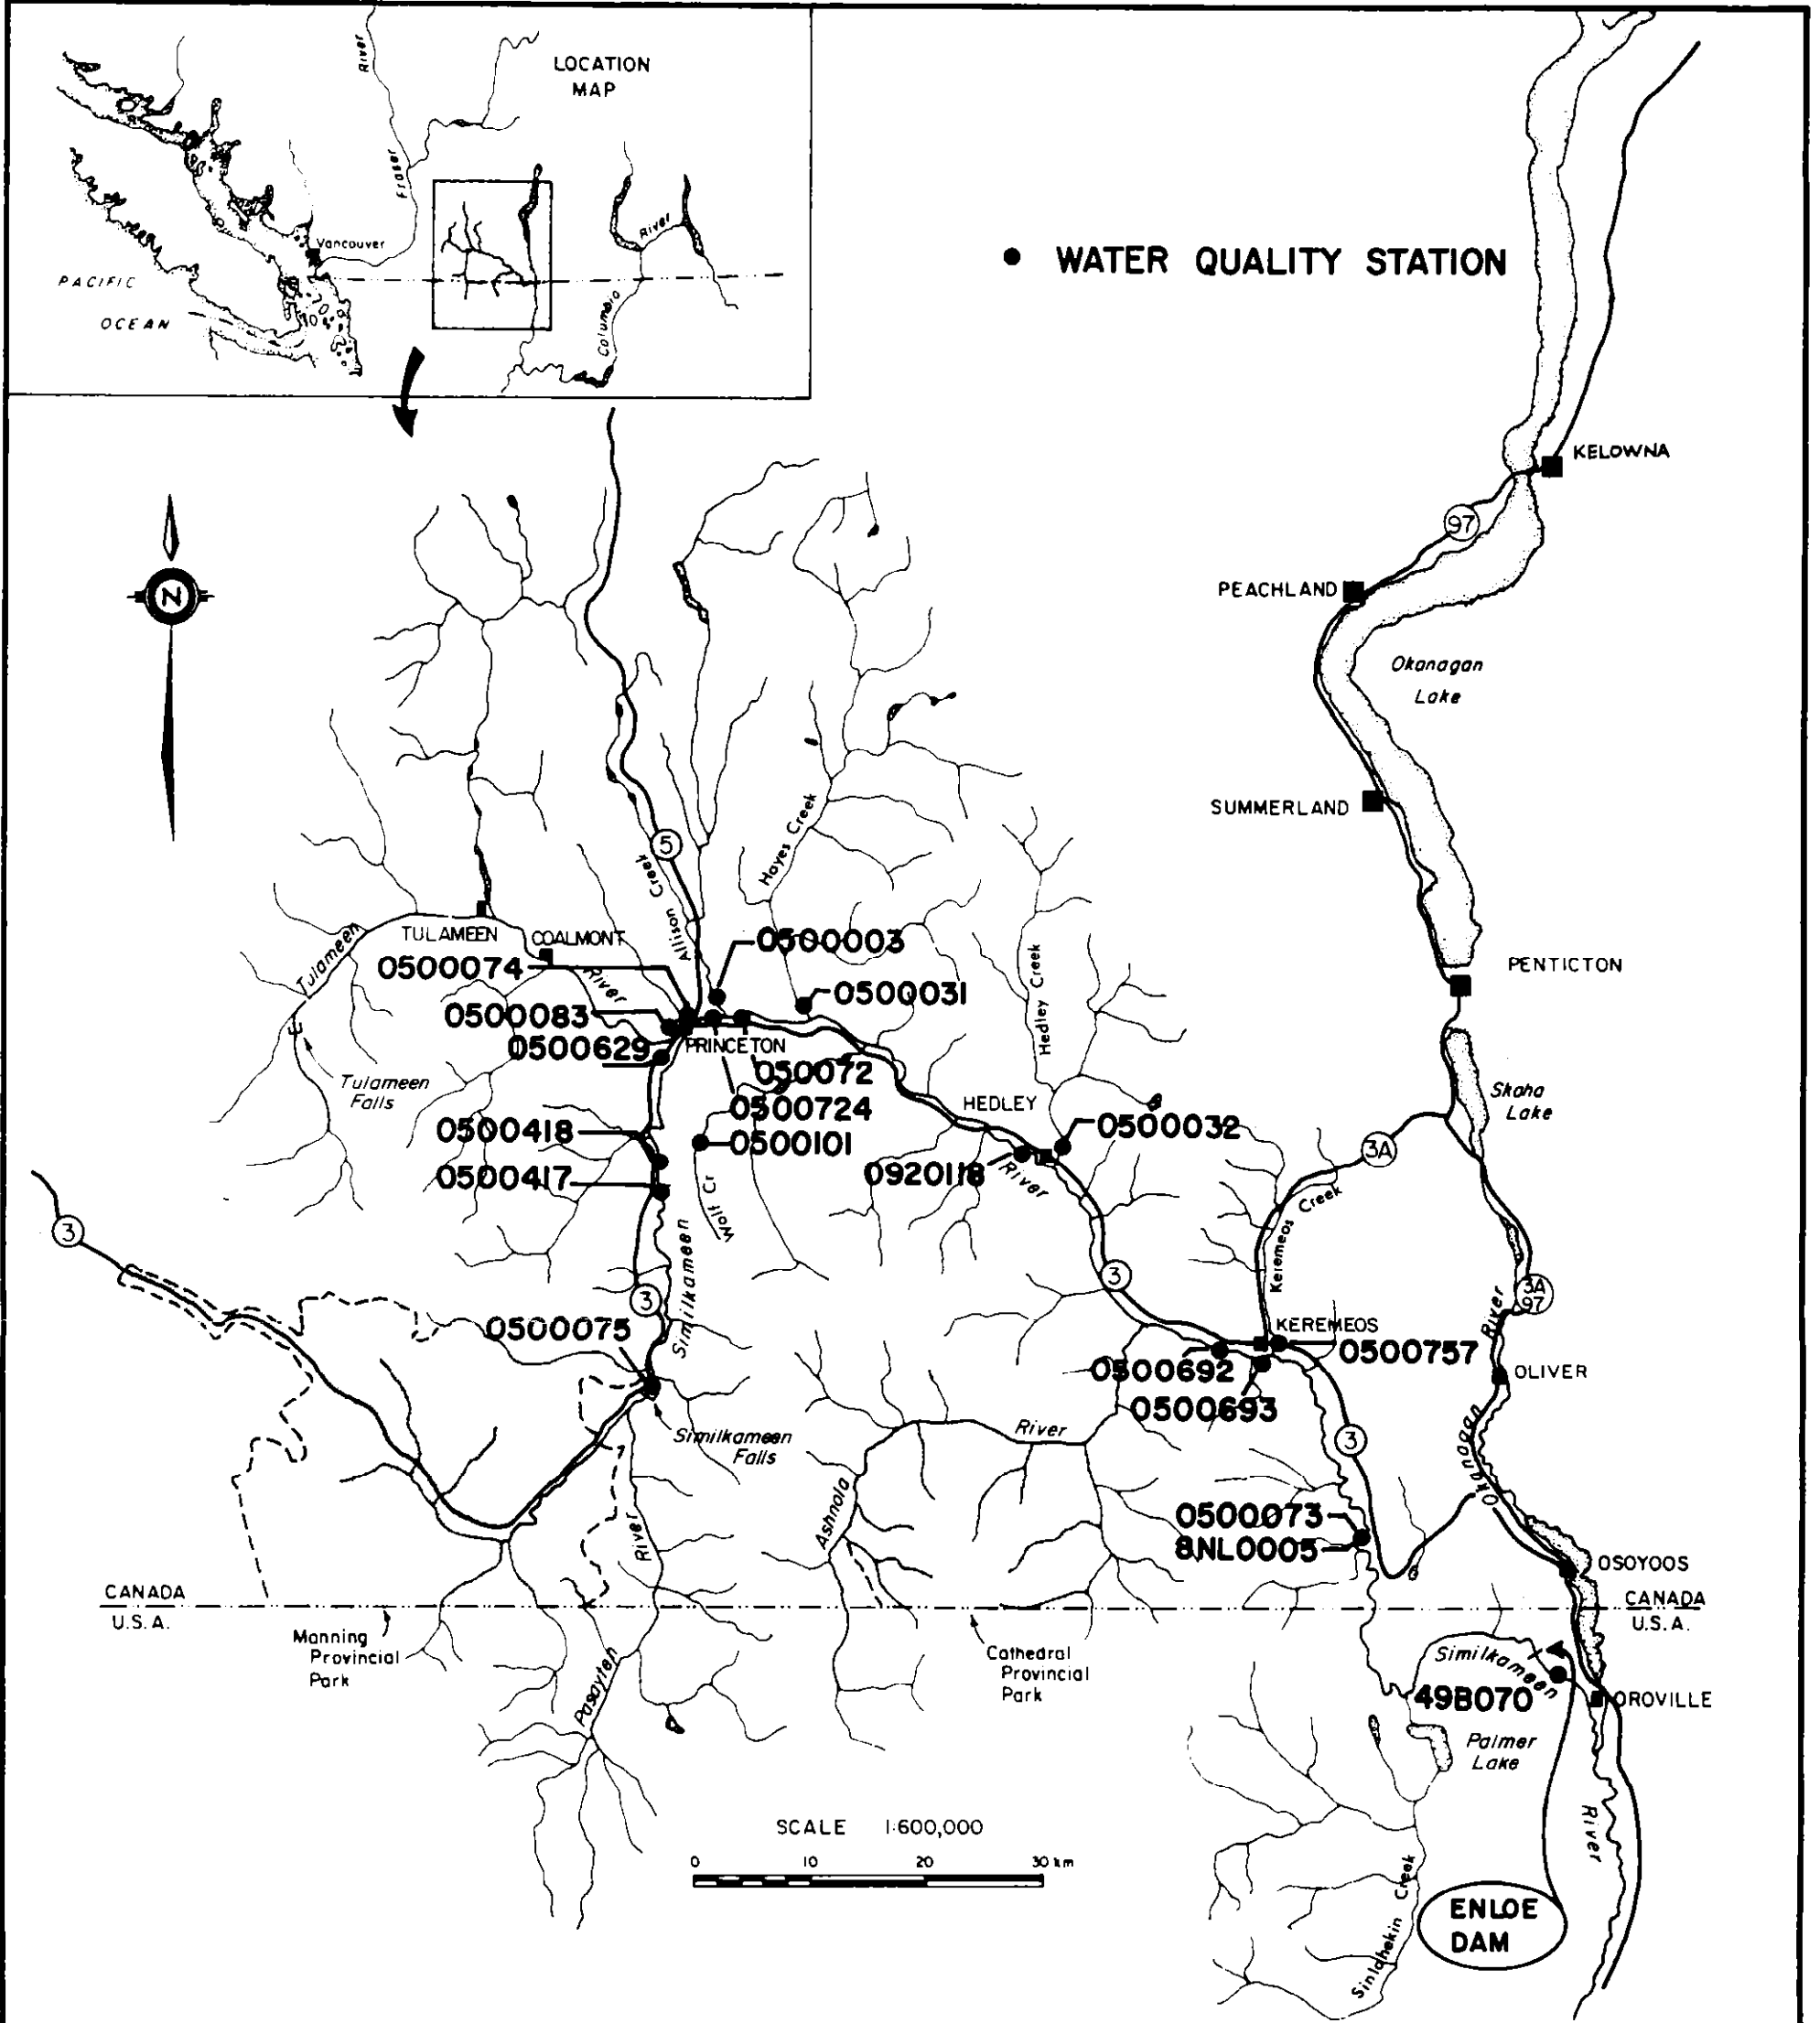 LOCATION
MAP
River
Fraser
Vancouver
River
Columbia
PACIFIC
OCEAN
● WATER QUALITY STATION
KELOWNA
97
PEACHLAND
Okanagan
Lake
SUMMERLAND
N
5
Allison Creek
Hayes Creek
Hedley Creek
TULAMEEN
COALMONT
Tulameen
River
0500003
0500074
0500031
PENTICTON
0500083
0500629
PRINCETON
050072
0500724
0500101
Tulameen
Falls
HEDLEY
Skaha
Lake
0500418
0500417
0500032
0920118
River
3A
Wolf Cr
Keremeos Creek
3
Similkameen
3
3
3A
97
River
0500075
KEREMEOS
0500757
0500692
0500693
OLIVER
Similkameen
Falls
River
3
Okanagan
Ashnola
River
0500073
8NL0005
OSOYOOS
CANADA
U.S.A.
CANADA
U.S.A.
Manning
Provincial
Park
Pasayten
Cathedral
Provincial
Park
Similkameen
49B070
OROVILLE
Palmer
Lake
SCALE 1:600,000
0 10 20 30 km
River
Sinlahekin Creek
ENLOE
DAM